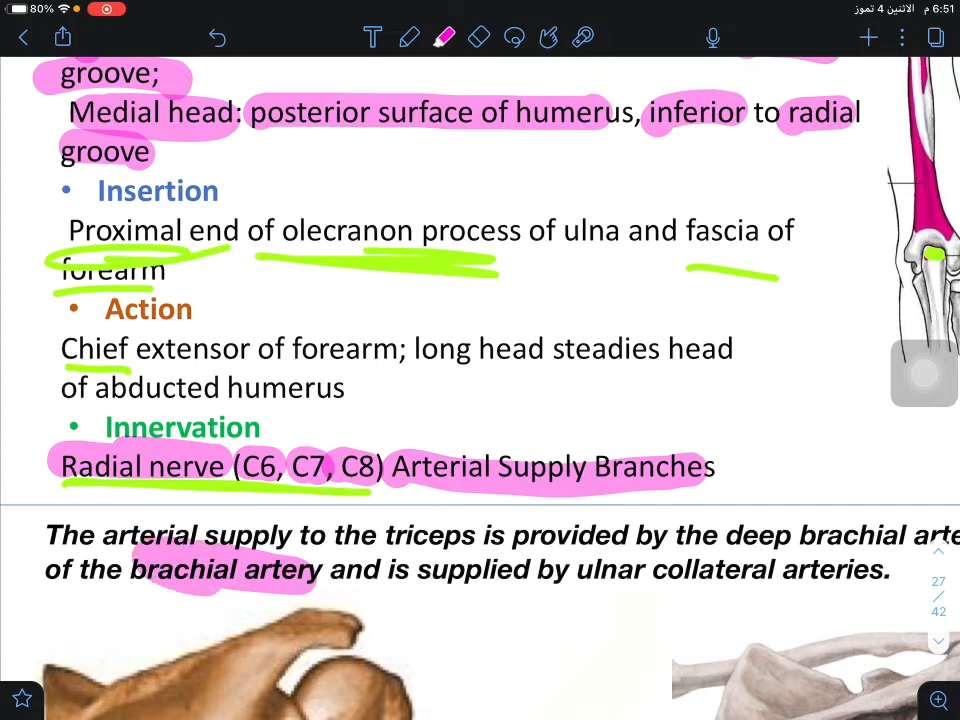 80%
6:51 م الاثنين 4 تموز
groove;
Medial head: posterior surface of humerus, inferior to radial
groove
• Insertion
Proximal end of olecranon process of ulna and fascia of
forearm
• Action
Chief extensor of forearm; long head steadies head
of abducted humerus
• Innervation
Radial nerve (C6, C7, C8) Arterial Supply Branches
The arterial supply to the triceps is provided by the deep brachial arte
of the brachial artery and is supplied by ulnar collateral arteries.
27
/
42